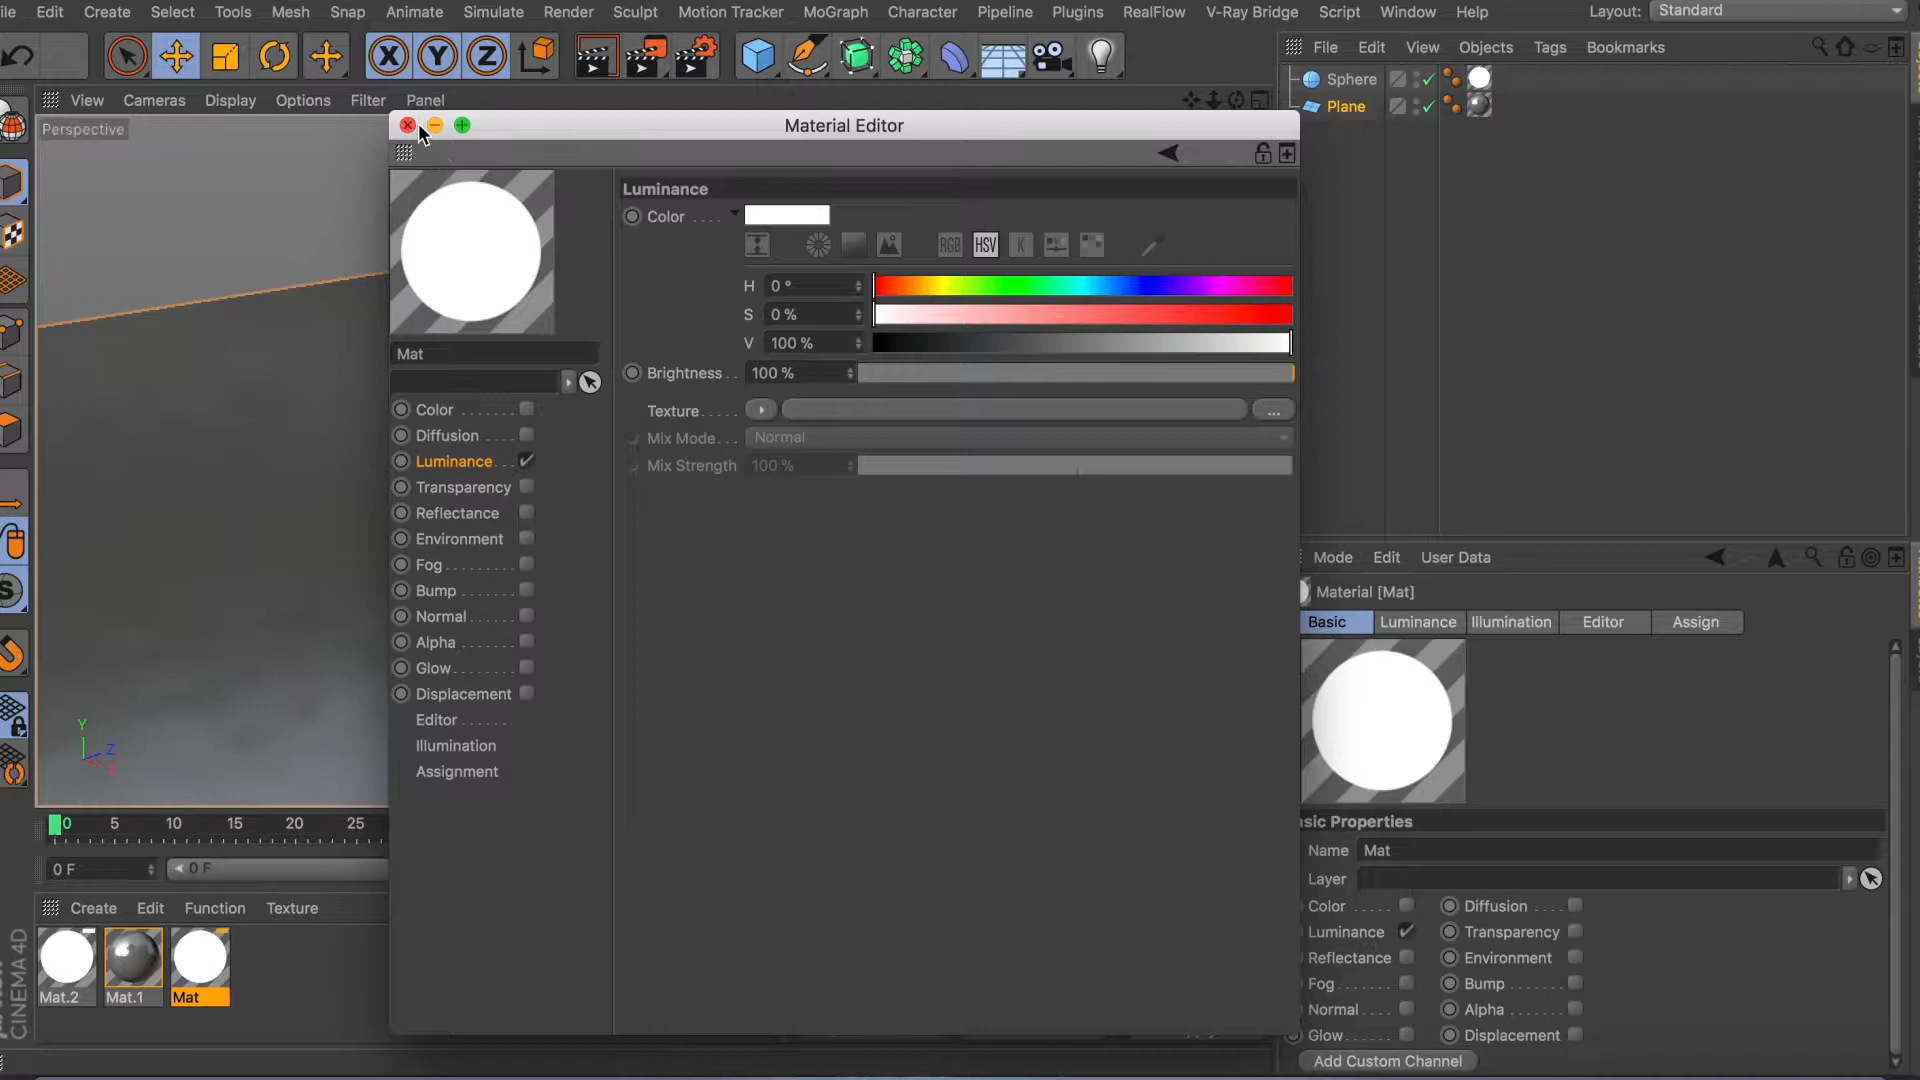 ile Edit Create Select Tools Mesh Snap Animate Simulate Render Sculpt Motion Tracker MoGraph Character Pipeline Plugins RealFlow V-Ray Bridge Script Window Help Layout: Standard
X Y Z
File Edit View Objects Tags Bookmarks
Sphere
Plane
View Cameras Display Options Filter Panel
Perspective
Material Editor
Luminance
Color ....
RGB HSV K
H 0 °
S 0 %
V 100 %
Brightness . . 100 %
Texture..... ...
Mix Mode... Normal
Mix Strength 100 %
Mat
Color .......
Diffusion ....
Luminance . . .
Transparency
Reflectance
Environment
Fog.........
Bump ......
Normal .....
Alpha .......
Glow.......
Displacement
Editor ......
Illumination
Assignment
Y
Z
X
S
0 5 10 15 20 25
0 F 0 F
Create Edit Function Texture
Mat.2 Mat.1 Mat
CINEMA 4D
Mode Edit User Data
Material [Mat]
Basic Luminance Illumination Editor Assign
sic Properties
Name Mat
Layer
Color ..... Diffusion ....
Luminance Transparency
Reflectance Environment
Fog....... Bump .......
Normal.... Alpha .......
Glow...... Displacement
Add Custom Channel